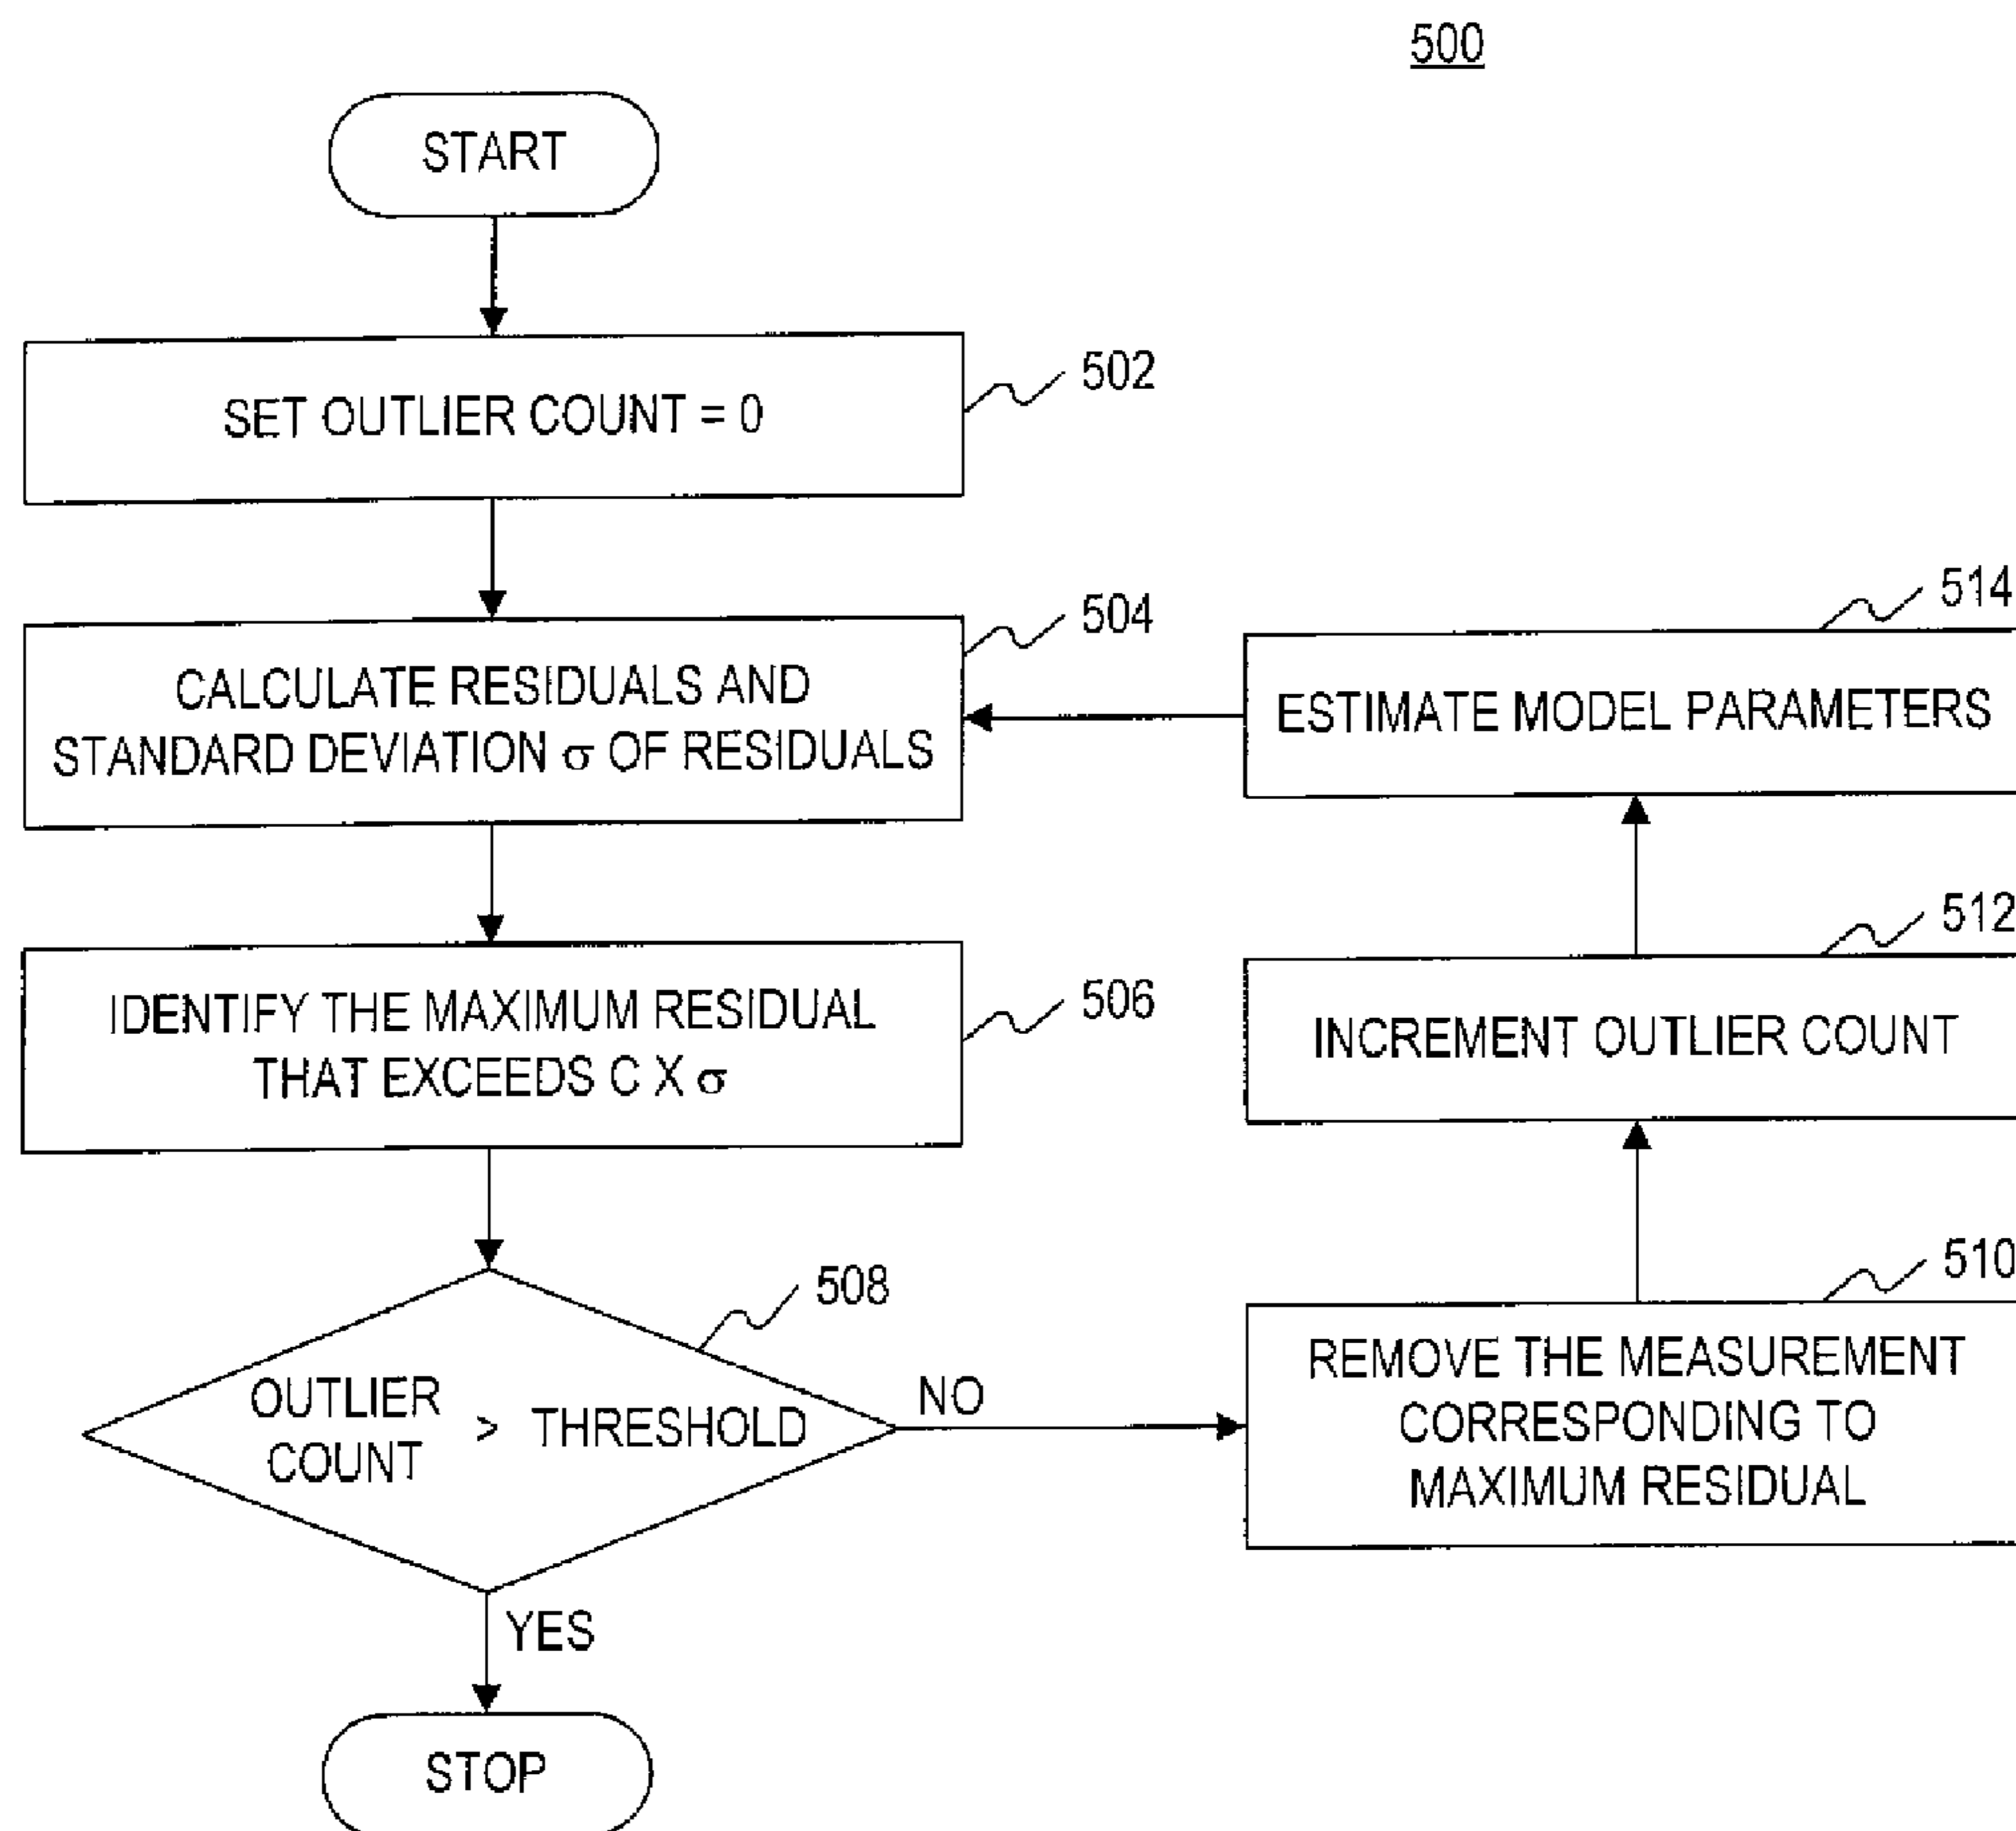 500
START
SET OUTLIER COUNT = 0
502
CALCULATE RESIDUALS AND
STANDARD DEVIATION σ OF RESIDUALS
504
IDENTIFY THE MAXIMUM RESIDUAL
THAT EXCEEDS C X σ
506
OUTLIER
COUNT > THRESHOLD
508
NO
YES
STOP
REMOVE THE MEASUREMENT
CORRESPONDING TO
MAXIMUM RESIDUAL
510
INCREMENT OUTLIER COUNT
512
ESTIMATE MODEL PARAMETERS
514